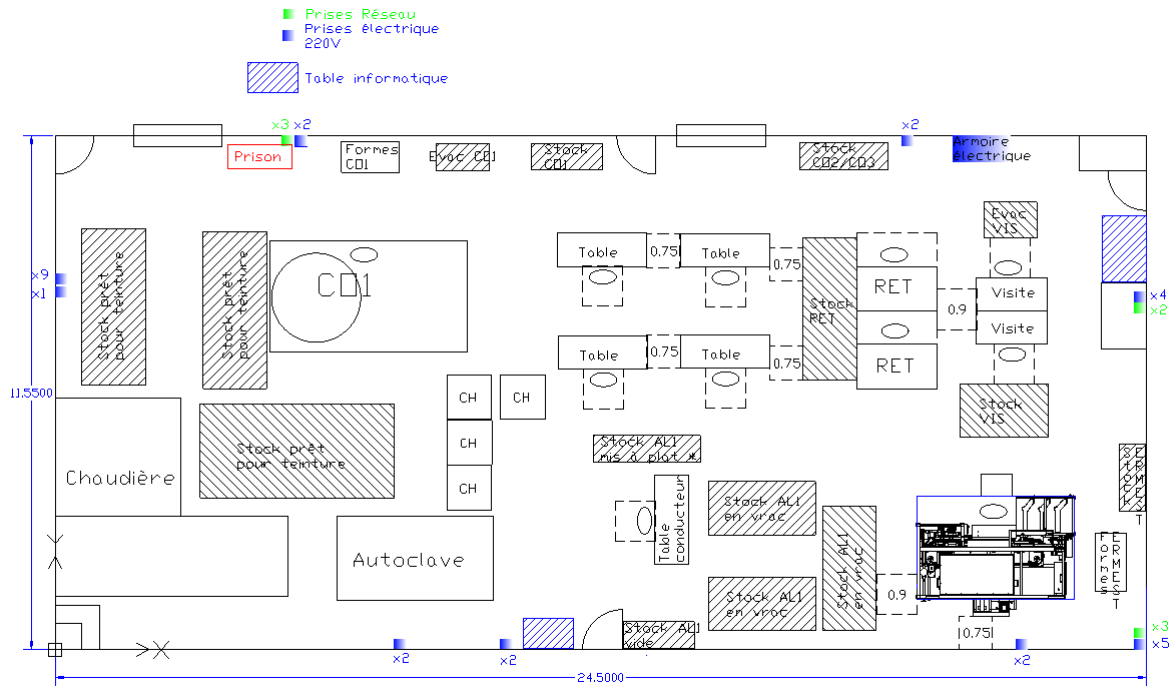 Prises Réseau
Prises électrique
220V
Table informatique
x3
x2
x2
Prison
Formes
CD1
Evac CD1
Stock
CD1
Stock
CD2/CD3
Armoire
électrique
Stock prêt
pour teinture
Stock prêt
pour teinture
CD1
Table
0.75
Table
0.75
Stock
RET
RET
RET
0.9
Evac
VIS
Visite
Visite
Stock
VIS
x9
x1
x4
x2
Table
0.75
Table
0.75
11.5500
CH
CH
CH
CH
Stock prêt
pour teinture
Chaudière
Autoclave
Stock AL1
mis à plat *
Table
conducteur
Stock AL1
en vrac
Stock AL1
en vrac
Stock AL1
en vrac
0.9
0.75
Stock
ERMEST
Formes
ERMEST
Stock AL1
vide
X
Y
x2
x2
x2
x3
x5
24.5000